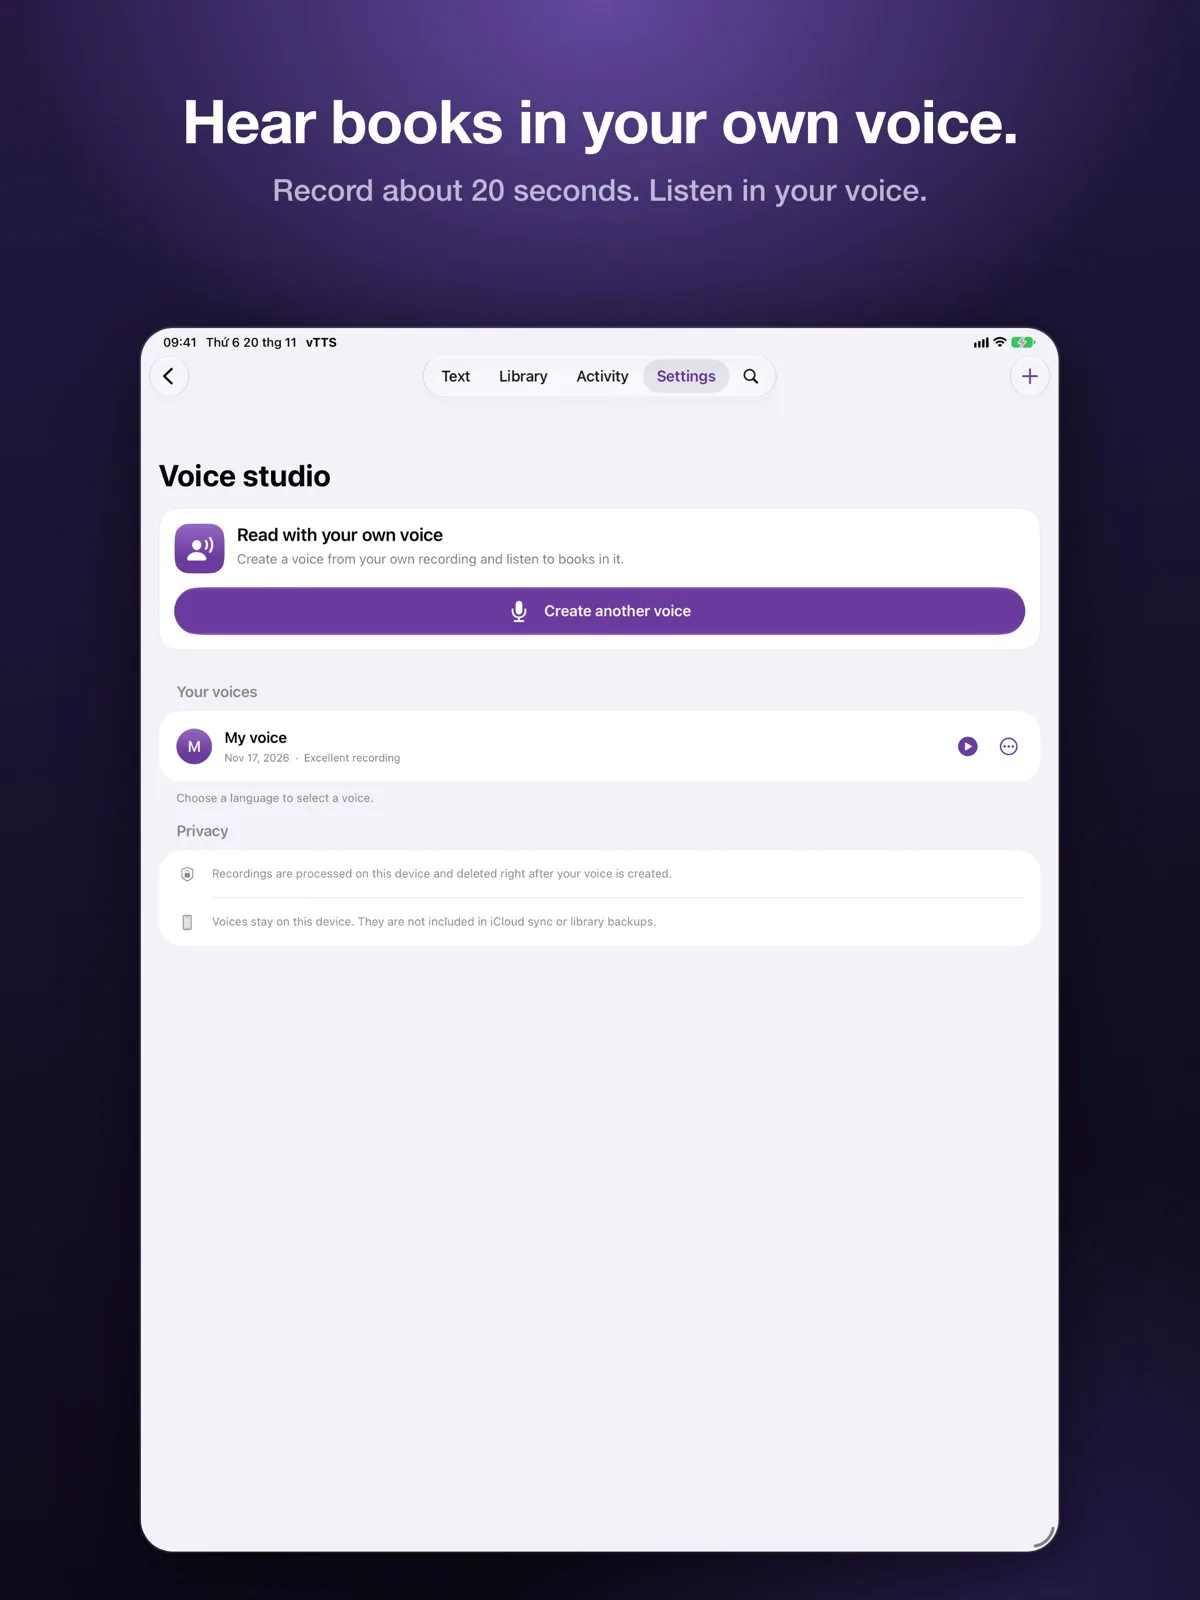 Hear books in your own voice.
Record about 20 seconds. Listen in your voice.
09:41 Thứ 6 20 thg 11 vTTS
Text Library Activity Settings
Voice studio
Read with your own voice
Create a voice from your own recording and listen to books in it.
Create another voice
Your voices
M
My voice
Nov 17, 2026 · Excellent recording
Choose a language to select a voice.
Privacy
Recordings are processed on this device and deleted right after your voice is created.
Voices stay on this device. They are not included in iCloud sync or library backups.